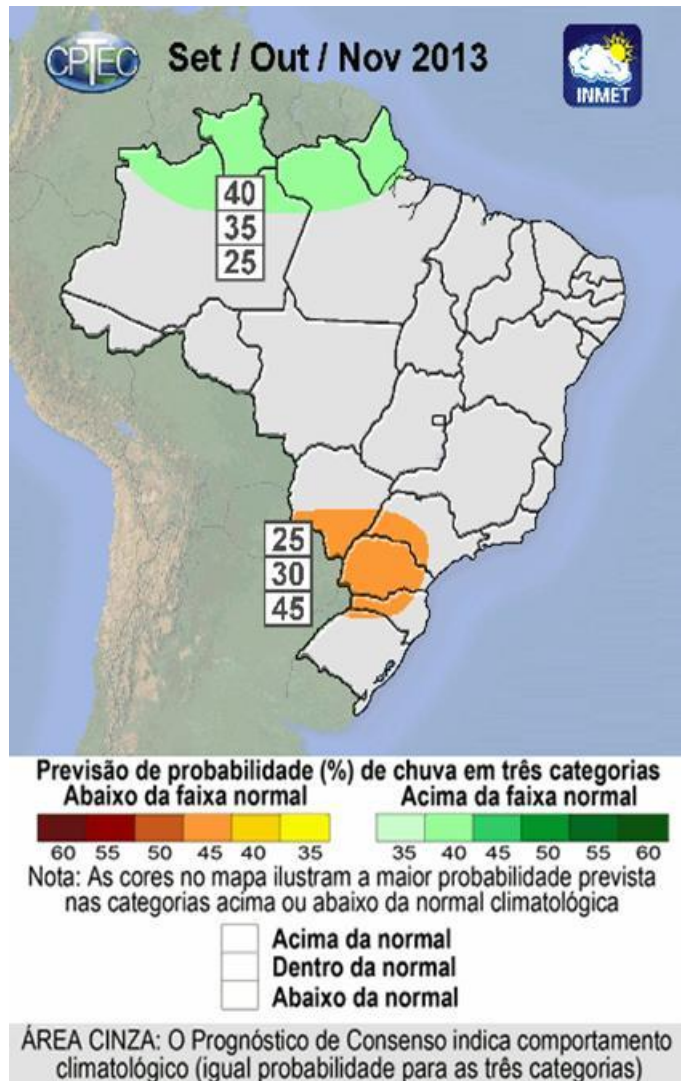 CPTEC
Set / Out / Nov 2013
INMET
40
35
25
25
30
45
Previsão de probabilidade (%) de chuva em três categorias
Abaixo da faixa normal
Acima da faixa normal
60 55 50 45 40 35
35 40 45 50 55 60
Nota: As cores no mapa ilustram a maior probabilidade prevista
nas categorias acima ou abaixo da normal climatológica
Acima da normal
Dentro da normal
Abaixo da normal
ÁREA CINZA: O Prognóstico de Consenso indica comportamento
climatológico (igual probabilidade para as três categorias)